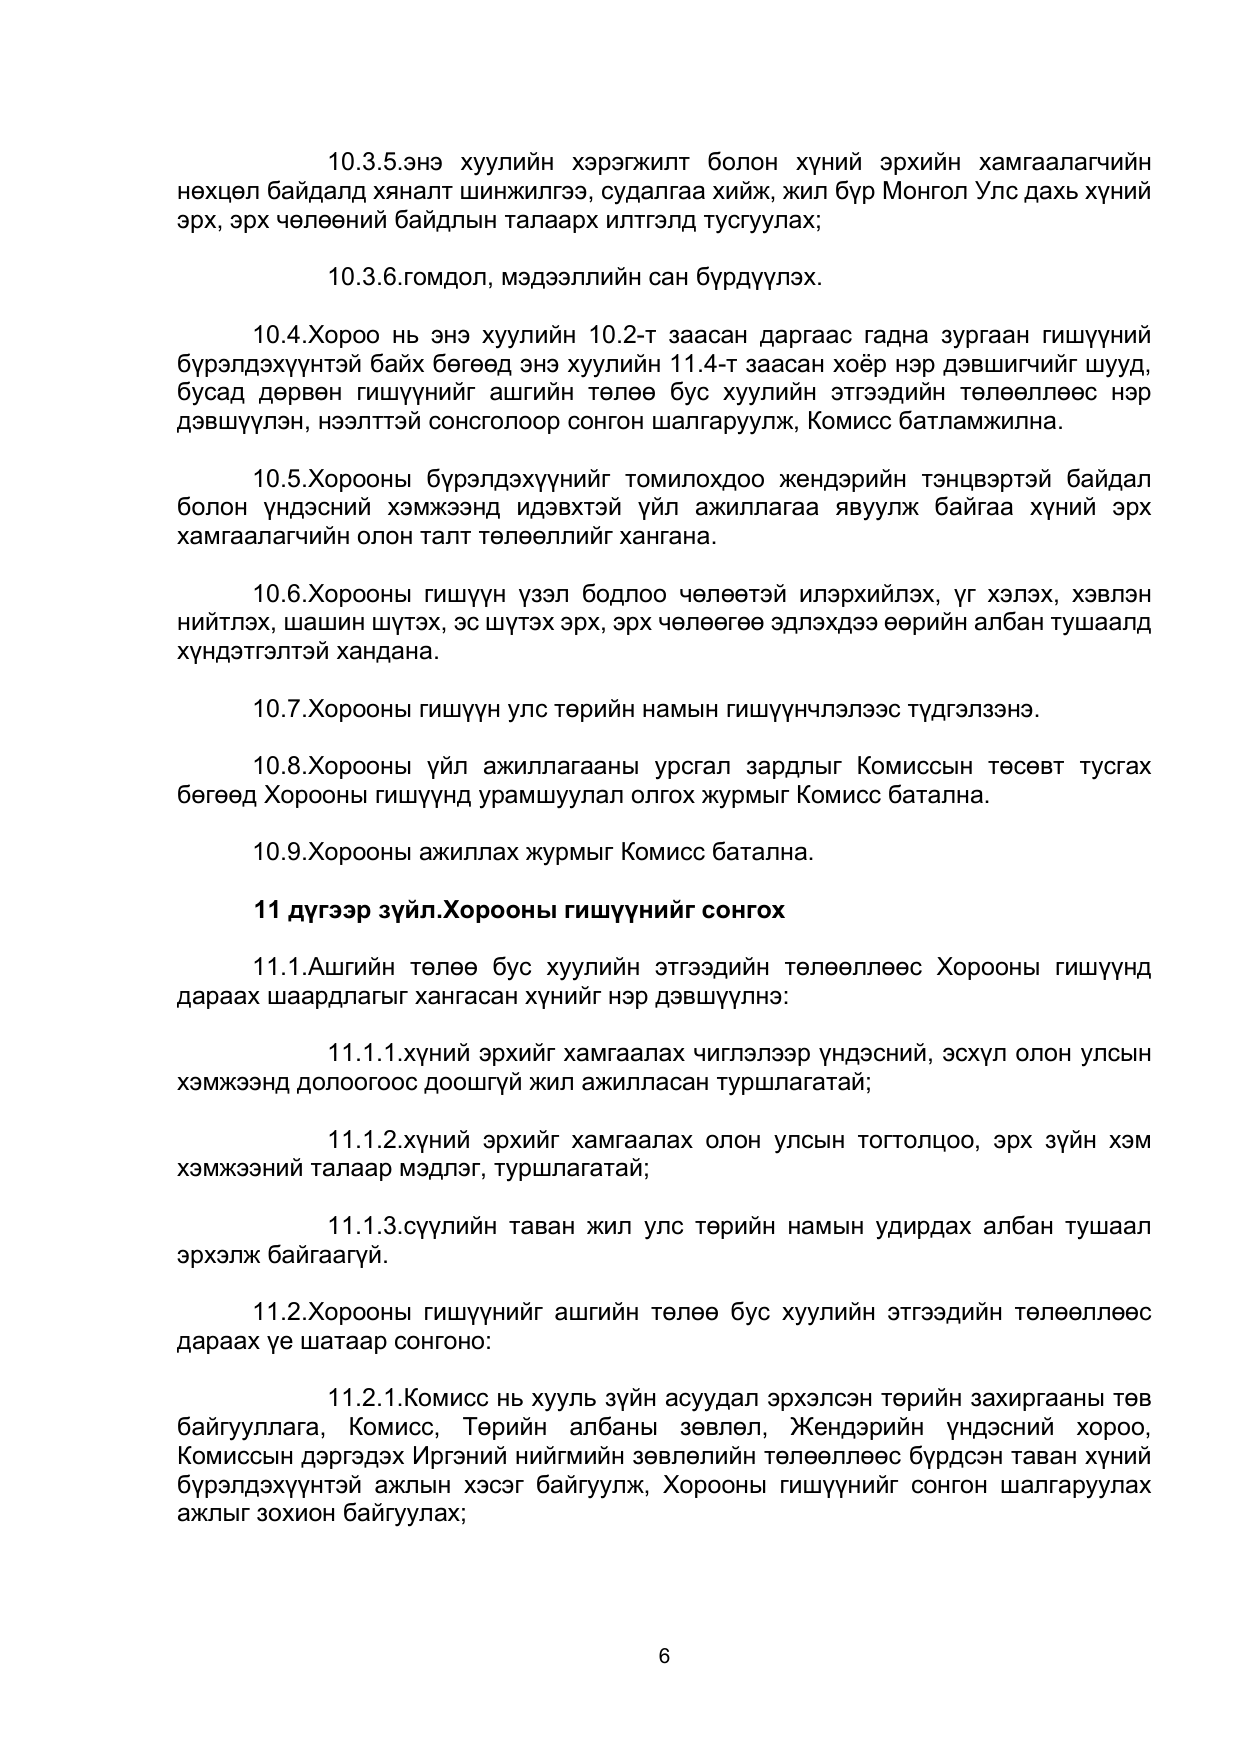 10.3.5.энэ хуулийн хэрэгжилт болон хүний эрхийн хамгаалагчийн
нөхцөл байдалд хяналт шинжилгээ, судалгаа хийж, жил бүр Монгол Улс дахь хүний
эрх, эрх чөлөөний байдлын талаарх илтгэлд тусгуулах;
10.3.6.гомдол, мэдээллийн сан бүрдүүлэх.
10.4.Хороо нь энэ хуулийн 10.2-т заасан даргаас гадна зургаан гишүүний
бүрэлдэхүүнтэй байх бөгөөд энэ хуулийн 11.4-т заасан хоёр нэр дэвшигчийг шууд,
бусад дөрвөн гишүүнийг ашгийн төлөө бус хуулийн этгээдийн төлөөллөөс нэр
дэвшүүлэн, нээлттэй сонсголоор сонгон шалгаруулж, Комисс батламжилна.
10.5.Хорооны бүрэлдэхүүнийг томилохдоо жендэрийн тэнцвэртэй байдал
болон үндэсний хэмжээнд идэвхтэй үйл ажиллагаа явуулж байгаа хүний эрх
хамгаалагчийн олон талт төлөөллийг хангана.
10.6.Хорооны гишүүн үзэл бодлоо чөлөөтэй илэрхийлэх, үг хэлэх, хэвлэн
нийтлэх, шашин шүтэх, эс шүтэх эрх, эрх чөлөөгөө эдлэхдээ өөрийн албан тушаалд
хүндэтгэлтэй хандана.
10.7.Хорооны гишүүн улс төрийн намын гишүүнчлэлээс түдгэлзэнэ.
10.8.Хорооны үйл ажиллагааны урсгал зардлыг Комиссын төсөвт тусгах
бөгөөд Хорооны гишүүнд урамшуулал олгох журмыг Комисс батална.
10.9.Хорооны ажиллах журмыг Комисс батална.
11 дүгээр зүйл.Хорооны гишүүнийг сонгох
11.1.Ашгийн төлөө бус хуулийн этгээдийн төлөөллөөс Хорооны гишүүнд
дараах шаардлагыг хангасан хүнийг нэр дэвшүүлнэ:
11.1.1.хүний эрхийг хамгаалах чиглэлээр үндэсний, эсхүл олон улсын
хэмжээнд долоогоос доошгүй жил ажилласан туршлагатай;
11.1.2.хүний эрхийг хамгаалах олон улсын тогтолцоо, эрх зүйн хэм
хэмжээний талаар мэдлэг, туршлагатай;
11.1.3.сүүлийн таван жил улс төрийн намын удирдах албан тушаал
эрхэлж байгаагүй.
11.2.Хорооны гишүүнийг ашгийн төлөө бус хуулийн этгээдийн төлөөллөөс
дараах үе шатаар сонгоно:
11.2.1.Комисс нь хууль зүйн асуудал эрхэлсэн төрийн захиргааны төв
байгууллага, Комисс, Төрийн албаны зөвлөл, Жендэрийн үндэсний хороо,
Комиссын дэргэдэх Иргэний нийгмийн зөвлөлийн төлөөллөөс бүрдсэн таван хүний
бүрэлдэхүүнтэй ажлын хэсэг байгуулж, Хорооны гишүүнийг сонгон шалгаруулах
ажлыг зохион байгуулах;
6